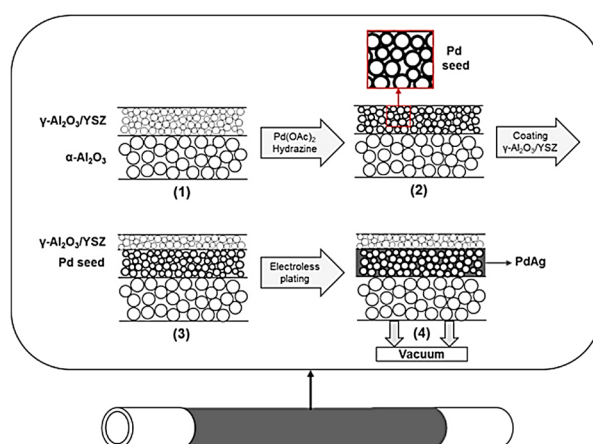 Pd
seed
γ-Al₂O₃/YSZ
α-Al₂O₃
Pd(OAc)₂
Hydrazine
Coating
γ-Al₂O₃/YSZ
(1)
(2)
γ-Al₂O₃/YSZ
Pd seed
Electroless
plating
PdAg
(3)
(4)
Vacuum